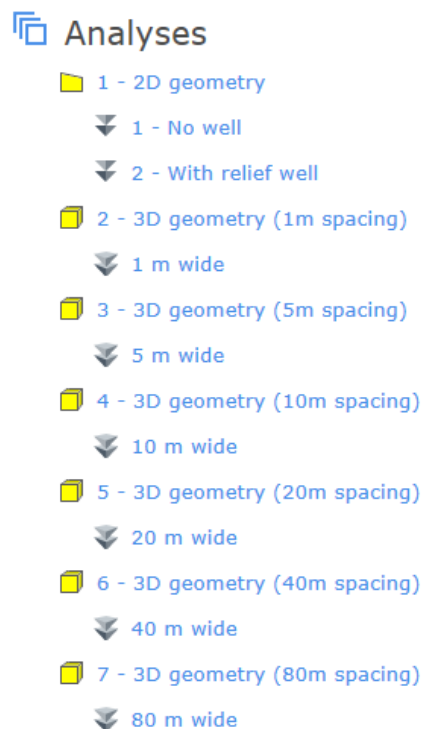 Analyses
1 - 2D geometry
1 - No well
2 - With relief well
2 - 3D geometry (1m spacing)
1 m wide
3 - 3D geometry (5m spacing)
5 m wide
4 - 3D geometry (10m spacing)
10 m wide
5 - 3D geometry (20m spacing)
20 m wide
6 - 3D geometry (40m spacing)
40 m wide
7 - 3D geometry (80m spacing)
80 m wide